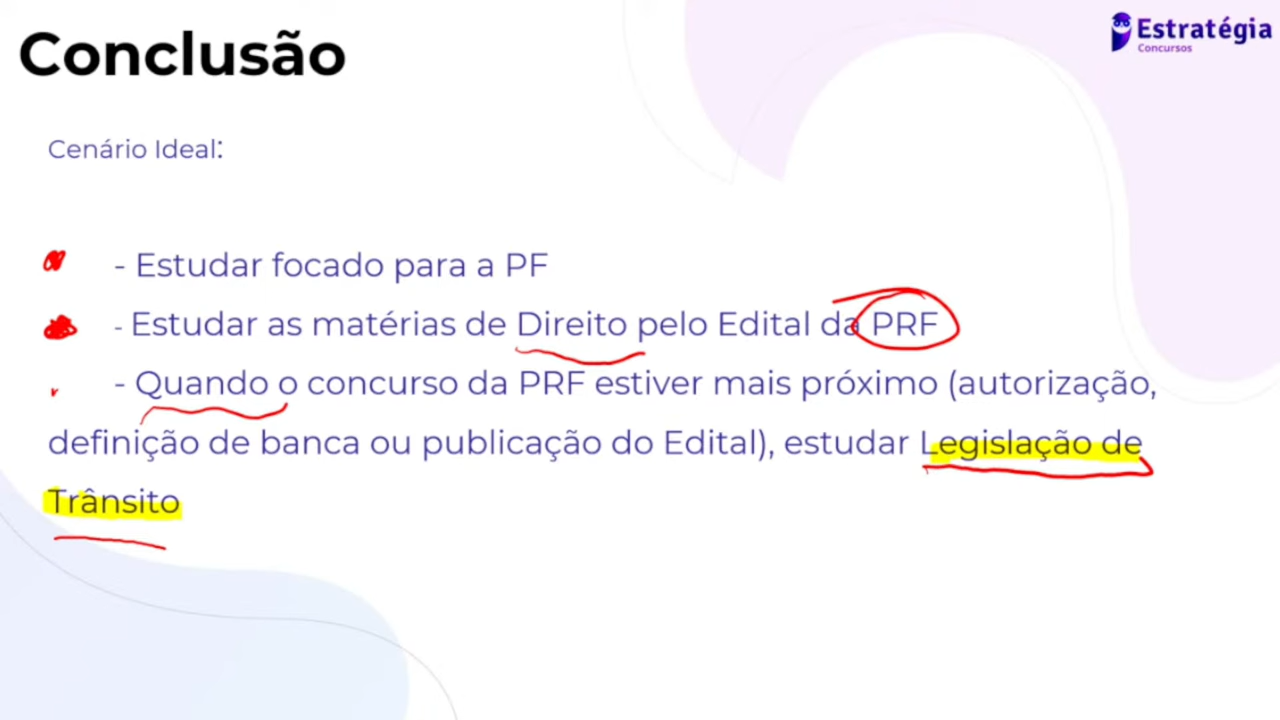 Conclusão
Estratégia
Concursos
Cenário Ideal:
- Estudar focado para a PF
- Estudar as matérias de Direito pelo Edital da PRF
- Quando o concurso da PRF estiver mais próximo (autorização,
definição de banca ou publicação do Edital), estudar Legislação de
Trânsito